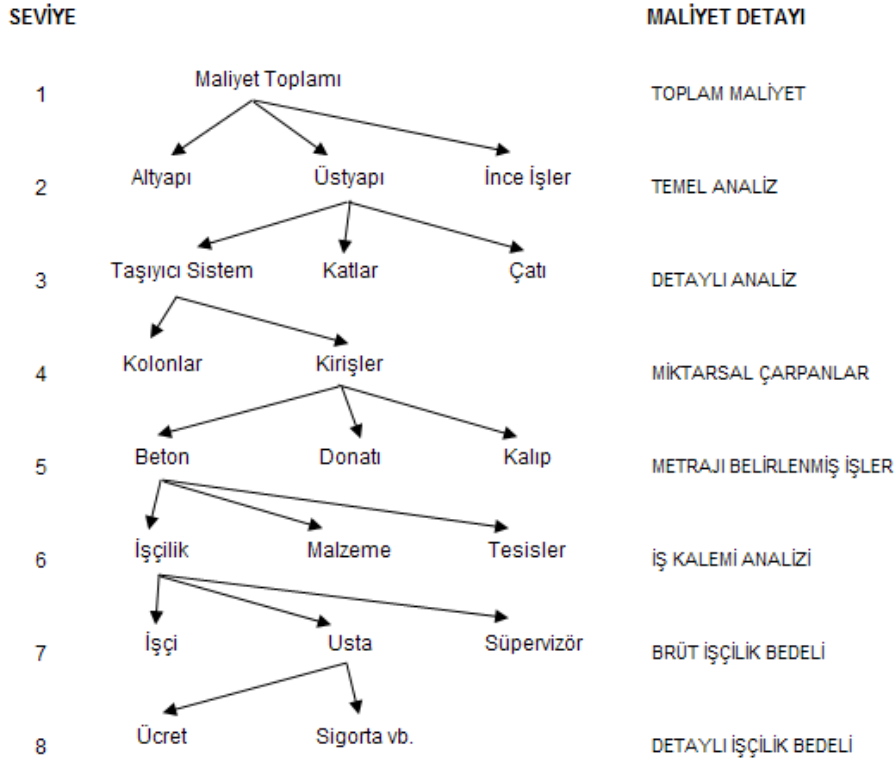 SEVİYE MALİYET DETAYI
1 Maliyet Toplamı TOPLAM MALİYET
2 Altyapı Üstyapı İnce İşler TEMEL ANALİZ
3 Taşıyıcı Sistem Katlar Çatı DETAYLI ANALİZ
4 Kolonlar Kirişler MİKTARSAL ÇARPANLAR
5 Beton Donatı Kalıp METRAJI BELİRLENMİŞ İŞLER
6 İşçilik Malzeme Tesisler İŞ KALEMİ ANALİZİ
7 İşçi Usta Süpervizör BRÜT İŞÇİLİK BEDELİ
8 Ücret Sigorta vb. DETAYLI İŞÇİLİK BEDELİ